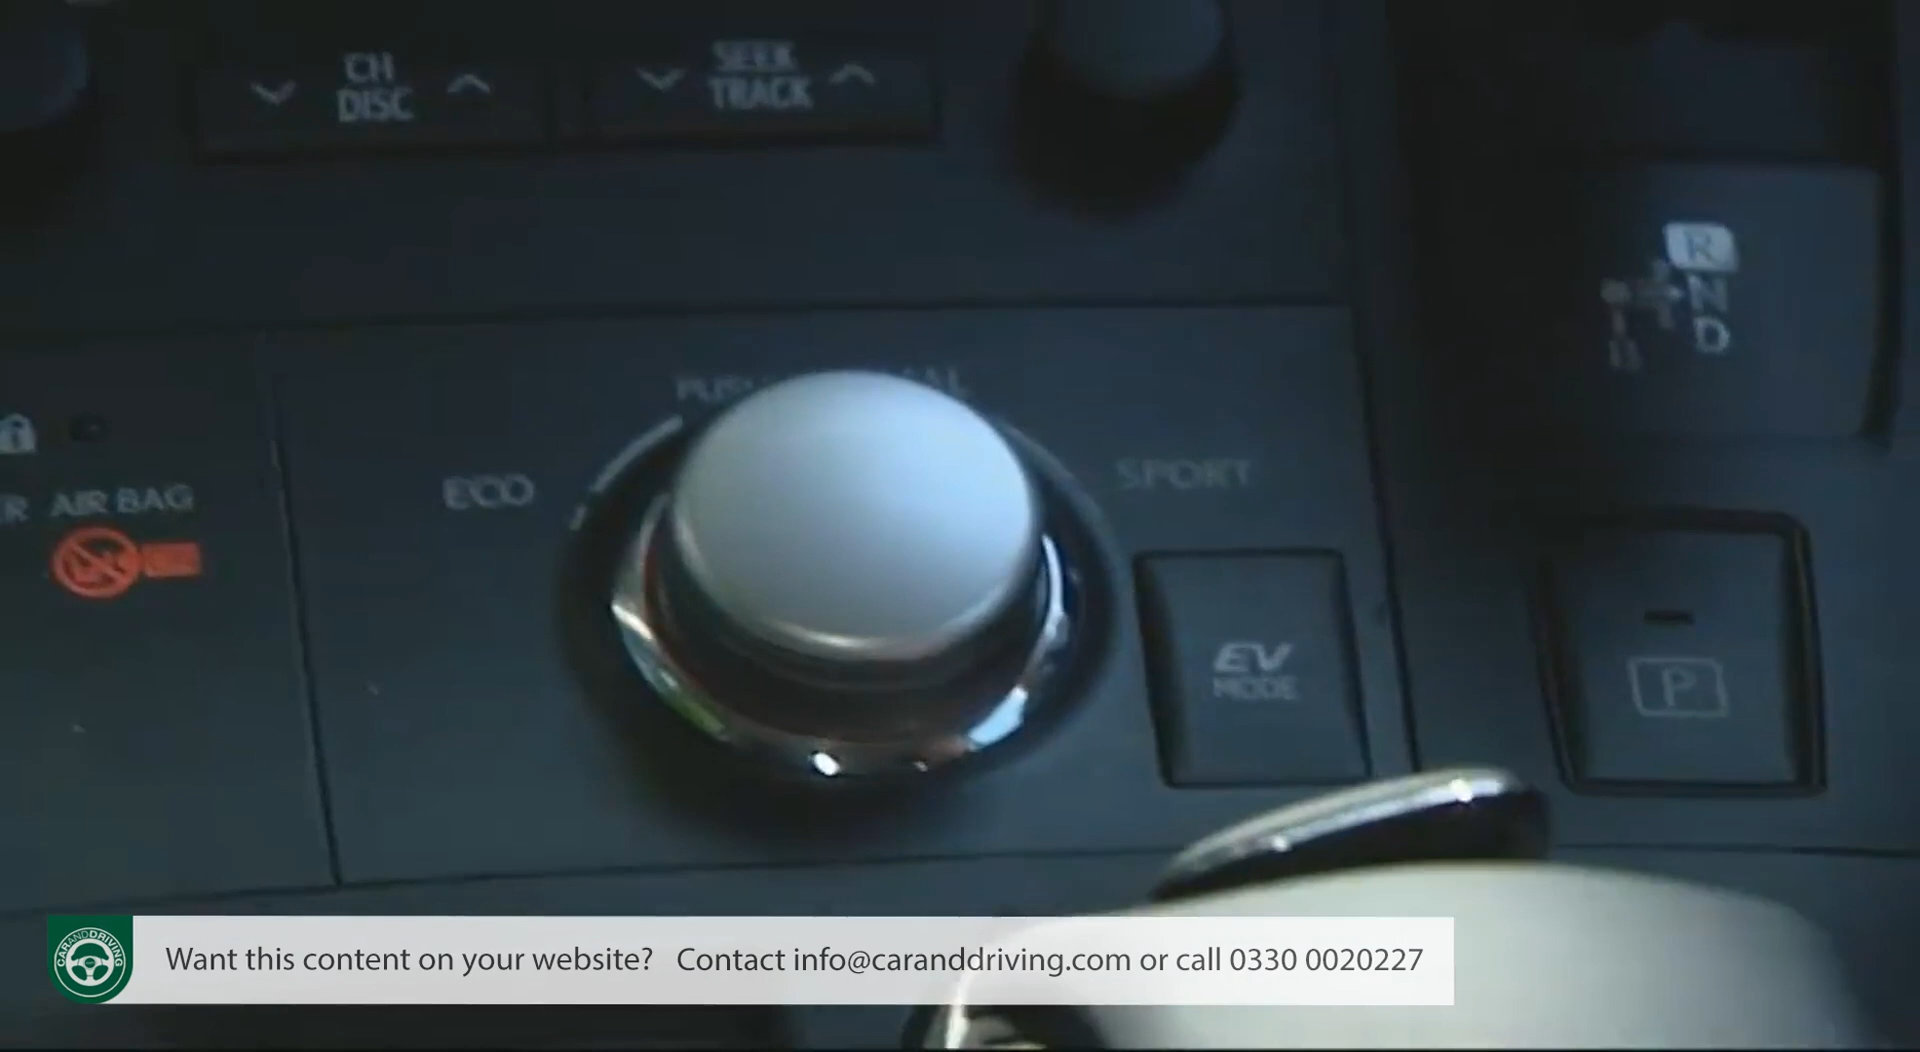 CH
DISC
SEEK
TRACK
R
N
D
ECO
SPORT
AIR BAG
EV
MODE
P
CARANDDRIVING
Want this content on your website? Contact info@caranddriving.com or call 0330 0020227